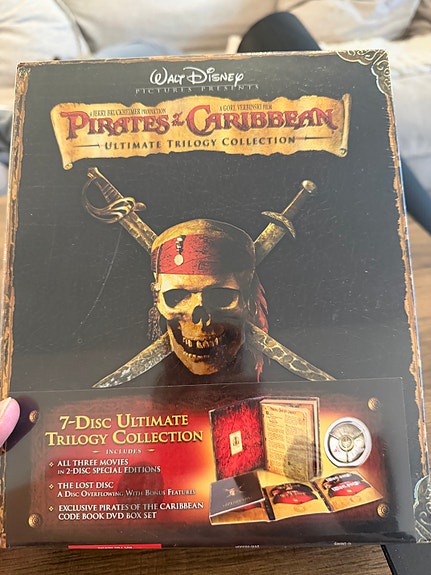 WALT DISNEY
PICTURES PRESENTS
A JERRY BRUCKHEIMER PRODUCTION A GORE VERBINSKI FILM
PIRATES of the CARIBBEAN
ULTIMATE TRILOGY COLLECTION
7-DISC ULTIMATE
TRILOGY COLLECTION
INCLUDES
ALL THREE MOVIES
IN 2-DISC SPECIAL EDITIONS
THE LOST DISC
A DISC OVERFLOWING WITH BONUS FEATURES
EXCLUSIVE PIRATES OF THE CARIBBEAN
CODE BOOK DVD BOX SET